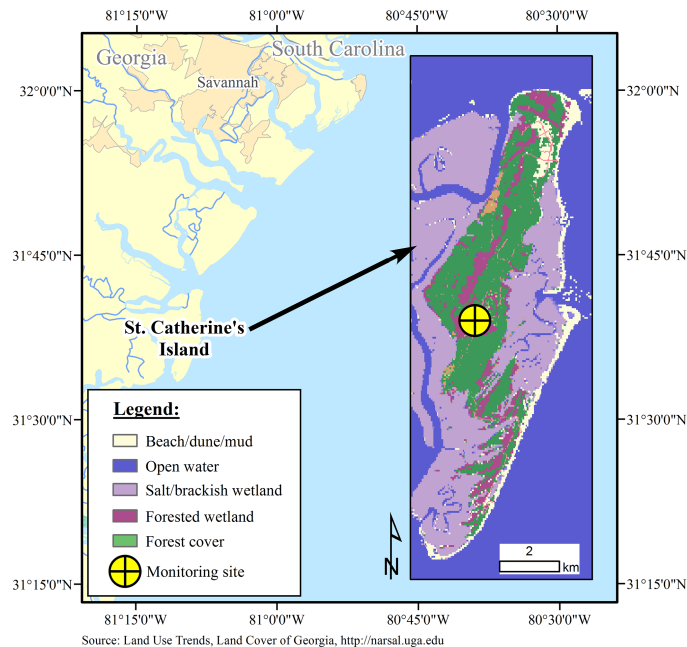 81°15'0"W 81°0'0"W 80°45'0"W 80°30'0"W
South Carolina
Georgia
Savannah
32°0'0"N 32°0'0"N
31°45'0"N 31°45'0"N
St. Catherine's
Island
31°30'0"N 31°30'0"N
Legend:
Beach/dune/mud
Open water
Salt/brackish wetland
Forested wetland
Forest cover
Monitoring site
N
2
km
31°15'0"N 31°15'0"N
81°15'0"W 81°0'0"W 80°45'0"W 80°30'0"W
Source: Land Use Trends, Land Cover of Georgia, http://narsal.uga.edu